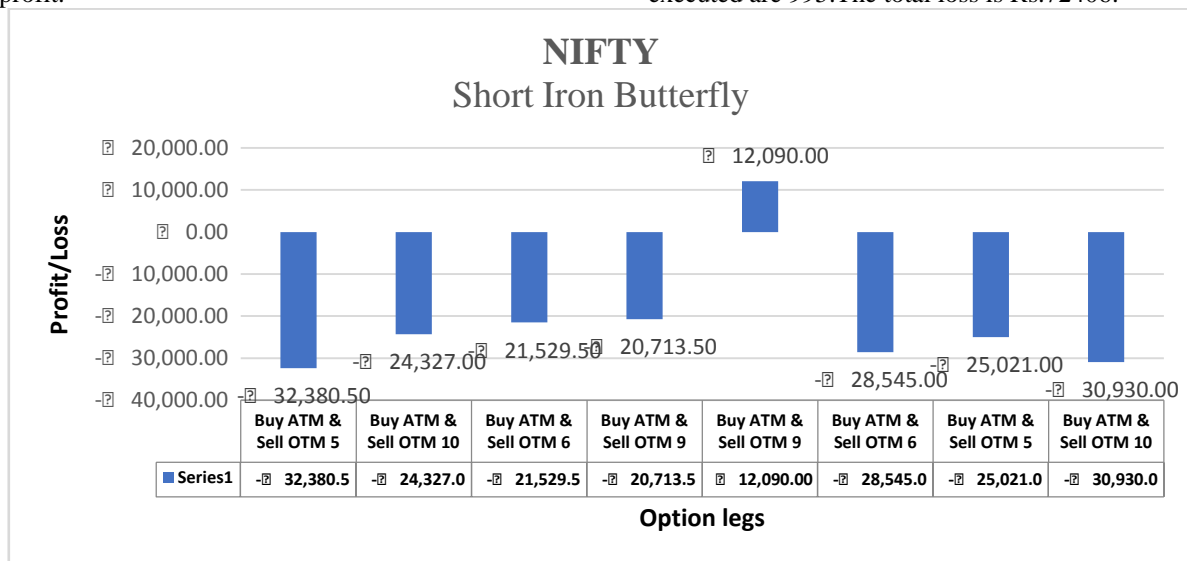 profit.
executed are 995.The total loss is Rs.72406.
NIFTY
Short Iron Butterfly
⍰ 20,000.00
⍰ 10,000.00
⍰ 0.00
-⍰ 10,000.00
-⍰ 20,000.00
-⍰ 30,000.00
-⍰ 40,000.00
Profit/Loss
-⍰ 32,380.50
-⍰ 24,327.00
-⍰ 21,529.50
-⍰ 20,713.50
⍰ 12,090.00
-⍰ 28,545.00
-⍰ 25,021.00
-⍰ 30,930.00
Buy ATM & Sell OTM 5
Buy ATM & Sell OTM 10
Buy ATM & Sell OTM 6
Buy ATM & Sell OTM 9
Buy ATM & Sell OTM 9
Buy ATM & Sell OTM 6
Buy ATM & Sell OTM 5
Buy ATM & Sell OTM 10
Series1 -⍰ 32,380.5 -⍰ 24,327.0 -⍰ 21,529.5 -⍰ 20,713.5 ⍰ 12,090.00 -⍰ 28,545.0 -⍰ 25,021.0 -⍰ 30,930.0
Option legs